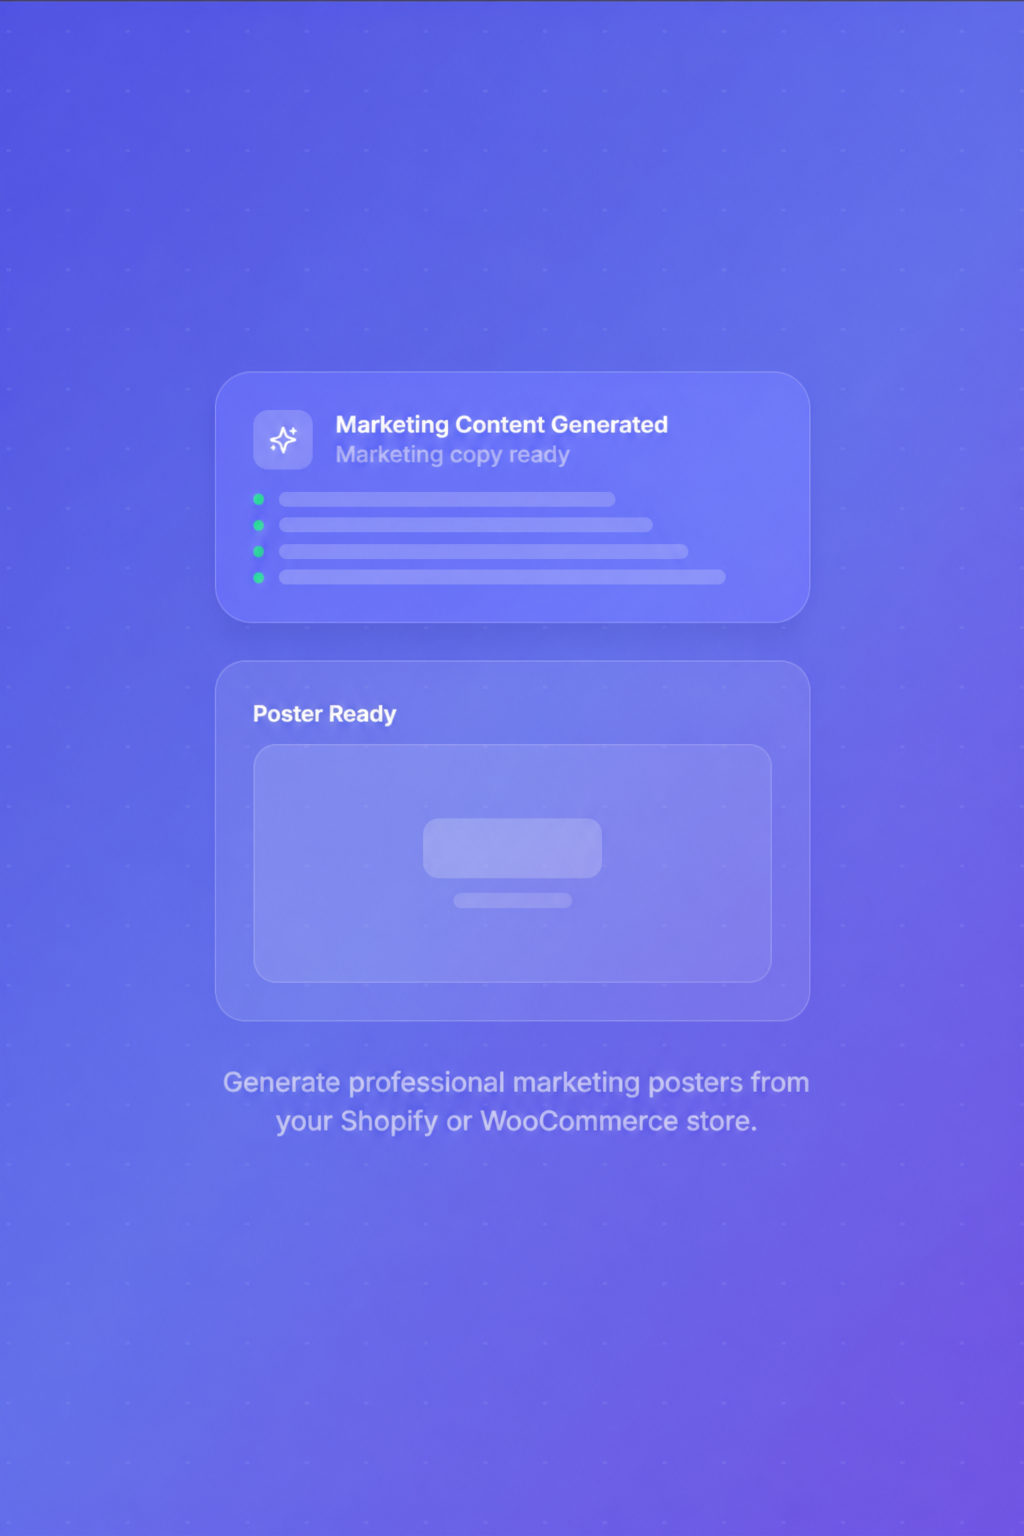 Marketing Content Generated
Marketing copy ready
Poster Ready
Generate professional marketing posters from
your Shopify or WooCommerce store.